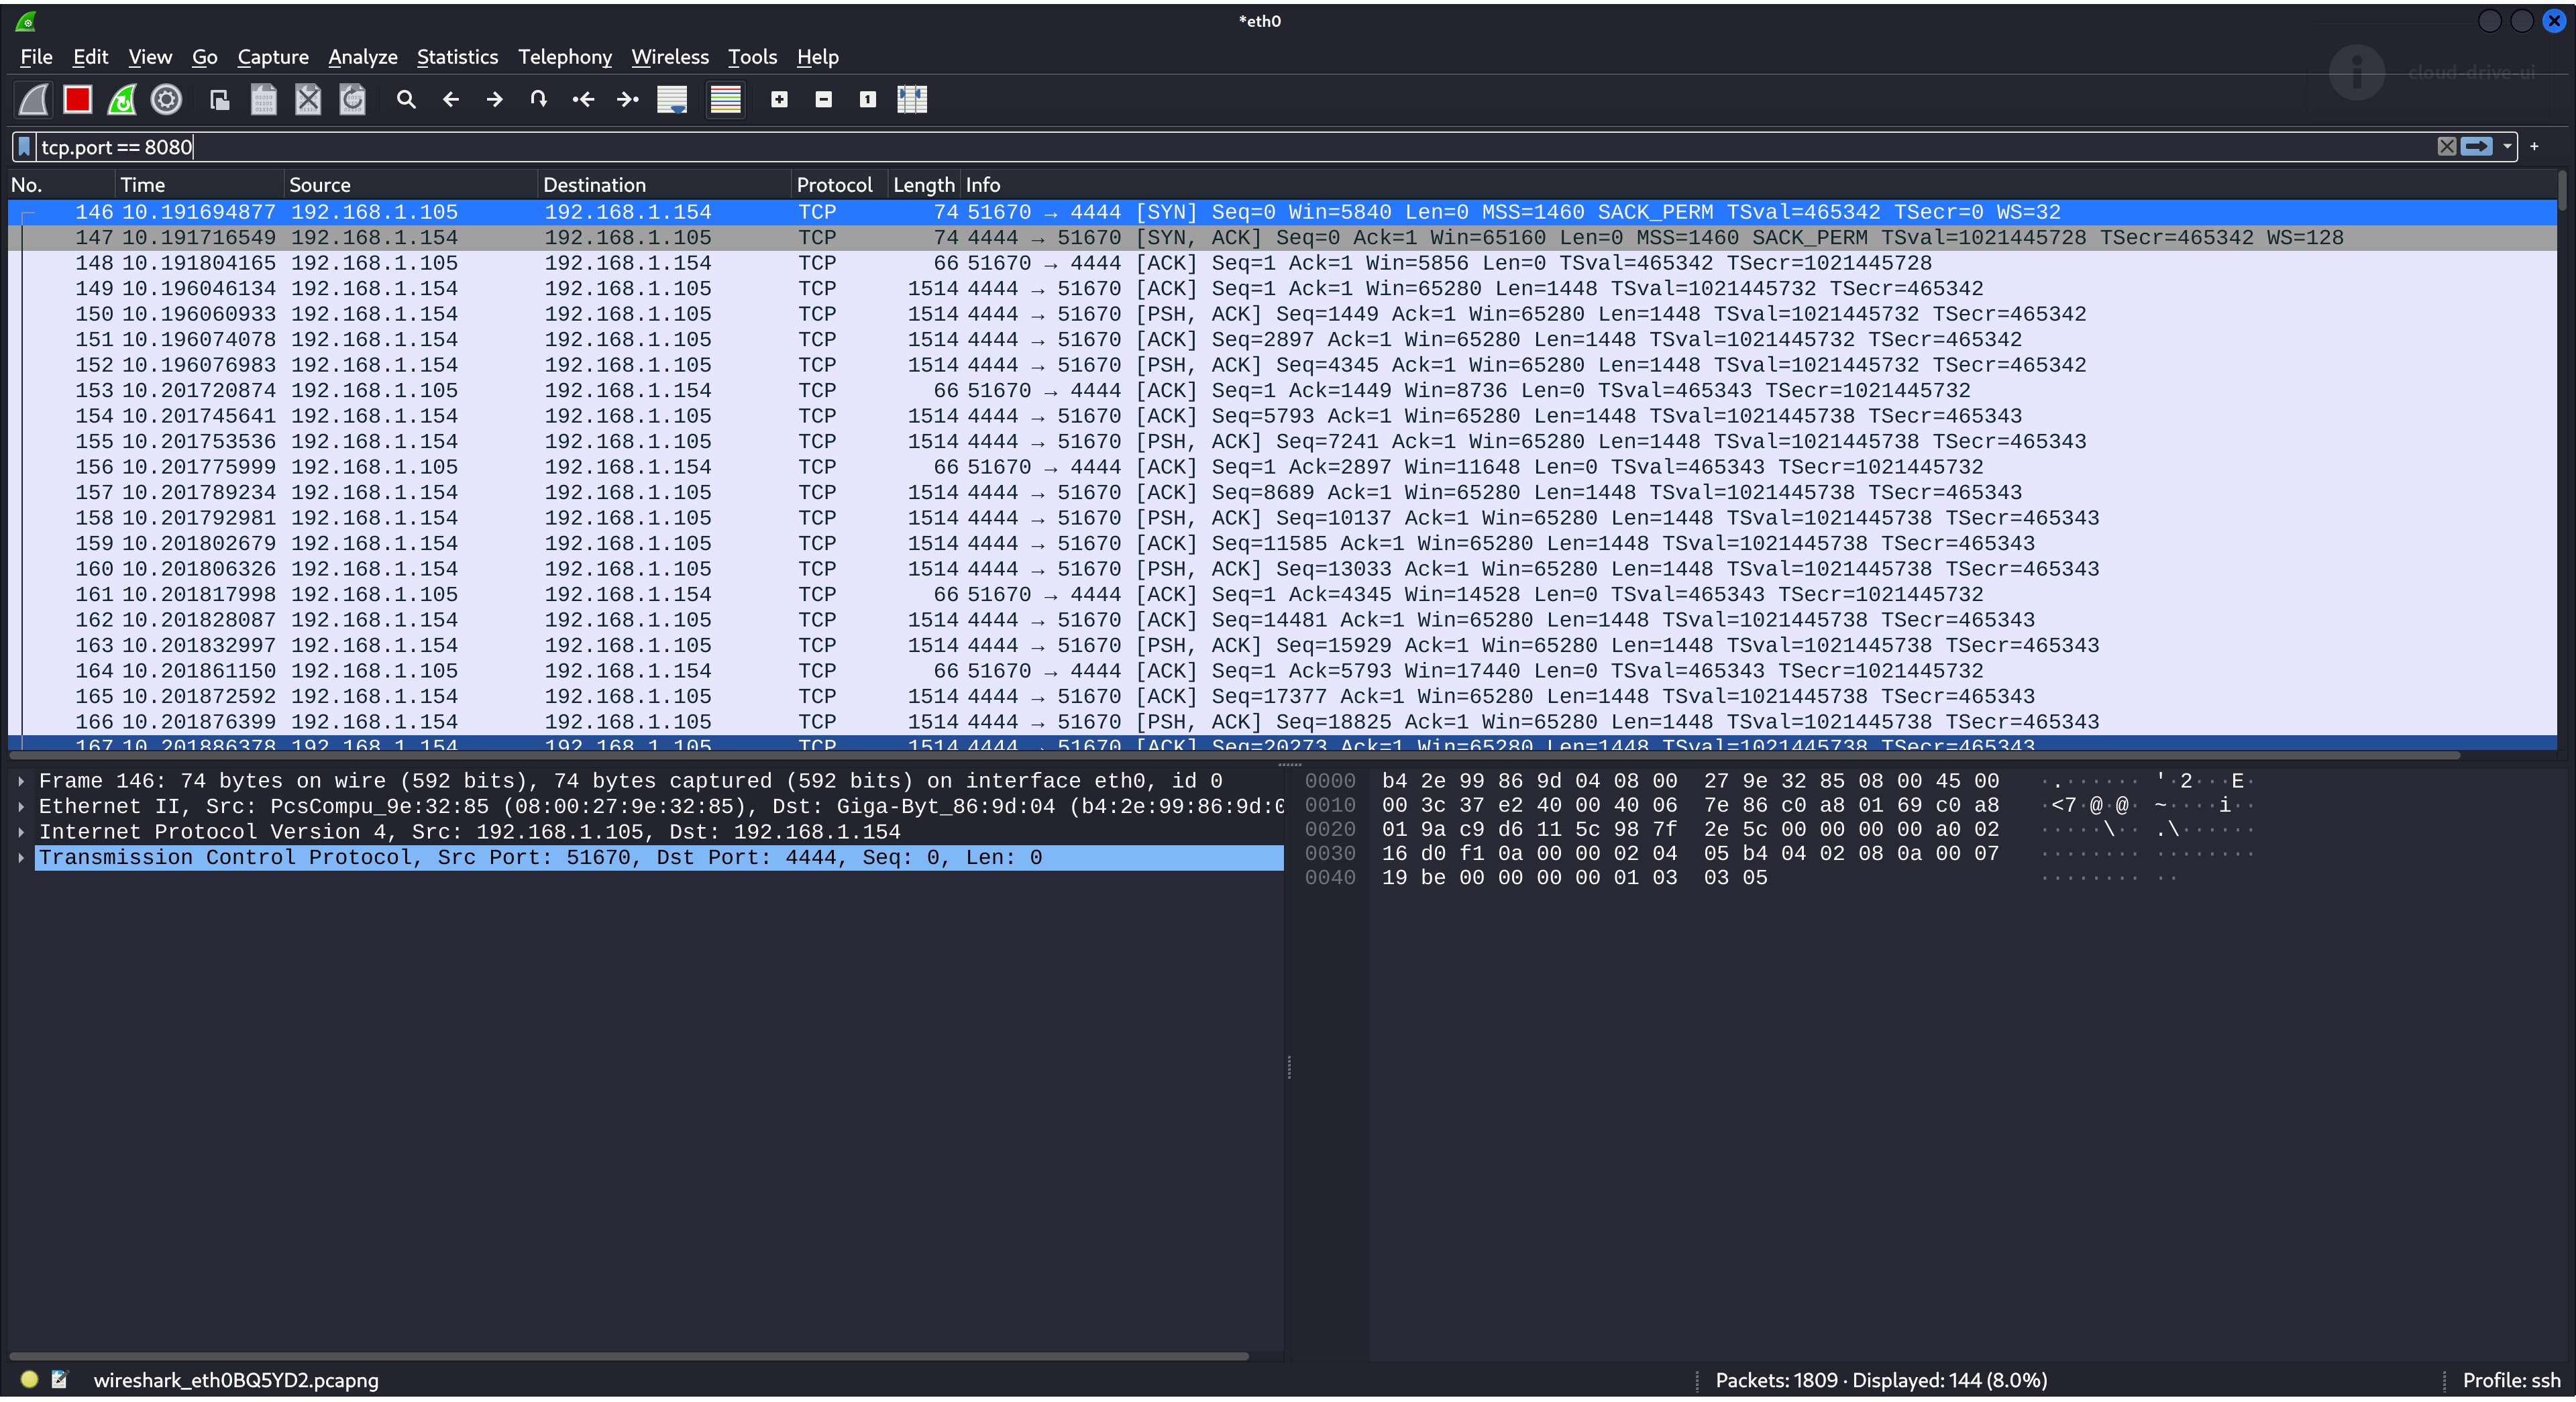 *eth0
File Edit View Go Capture Analyze Statistics Telephony Wireless Tools Help
cloud-drive-ui
tcp.port == 8080
No. Time Source Destination Protocol Length Info
146 10.191694877 192.168.1.105 192.168.1.154 TCP 74 51670 → 4444 [SYN] Seq=0 Win=5840 Len=0 MSS=1460 SACK_PERM TSval=465342 TSecr=0 WS=32
147 10.191716549 192.168.1.154 192.168.1.105 TCP 74 4444 → 51670 [SYN, ACK] Seq=0 Ack=1 Win=65160 Len=0 MSS=1460 SACK_PERM TSval=1021445728 TSecr=465342 WS=128
148 10.191804165 192.168.1.105 192.168.1.154 TCP 66 51670 → 4444 [ACK] Seq=1 Ack=1 Win=5856 Len=0 TSval=465342 TSecr=1021445728
149 10.196046134 192.168.1.154 192.168.1.105 TCP 1514 4444 → 51670 [ACK] Seq=1 Ack=1 Win=65280 Len=1448 TSval=1021445732 TSecr=465342
150 10.196060933 192.168.1.154 192.168.1.105 TCP 1514 4444 → 51670 [PSH, ACK] Seq=1449 Ack=1 Win=65280 Len=1448 TSval=1021445732 TSecr=465342
151 10.196074078 192.168.1.154 192.168.1.105 TCP 1514 4444 → 51670 [ACK] Seq=2897 Ack=1 Win=65280 Len=1448 TSval=1021445732 TSecr=465342
152 10.196076983 192.168.1.154 192.168.1.105 TCP 1514 4444 → 51670 [PSH, ACK] Seq=4345 Ack=1 Win=65280 Len=1448 TSval=1021445732 TSecr=465342
153 10.201720874 192.168.1.105 192.168.1.154 TCP 66 51670 → 4444 [ACK] Seq=1 Ack=1449 Win=8736 Len=0 TSval=465343 TSecr=1021445732
154 10.201745641 192.168.1.154 192.168.1.105 TCP 1514 4444 → 51670 [ACK] Seq=5793 Ack=1 Win=65280 Len=1448 TSval=1021445738 TSecr=465343
155 10.201753536 192.168.1.154 192.168.1.105 TCP 1514 4444 → 51670 [PSH, ACK] Seq=7241 Ack=1 Win=65280 Len=1448 TSval=1021445738 TSecr=465343
156 10.201775999 192.168.1.105 192.168.1.154 TCP 66 51670 → 4444 [ACK] Seq=1 Ack=2897 Win=11648 Len=0 TSval=465343 TSecr=1021445732
157 10.201789234 192.168.1.154 192.168.1.105 TCP 1514 4444 → 51670 [ACK] Seq=8689 Ack=1 Win=65280 Len=1448 TSval=1021445738 TSecr=465343
158 10.201792981 192.168.1.154 192.168.1.105 TCP 1514 4444 → 51670 [PSH, ACK] Seq=10137 Ack=1 Win=65280 Len=1448 TSval=1021445738 TSecr=465343
159 10.201802679 192.168.1.154 192.168.1.105 TCP 1514 4444 → 51670 [ACK] Seq=11585 Ack=1 Win=65280 Len=1448 TSval=1021445738 TSecr=465343
160 10.201806326 192.168.1.154 192.168.1.105 TCP 1514 4444 → 51670 [PSH, ACK] Seq=13033 Ack=1 Win=65280 Len=1448 TSval=1021445738 TSecr=465343
161 10.201817998 192.168.1.105 192.168.1.154 TCP 66 51670 → 4444 [ACK] Seq=1 Ack=4345 Win=14528 Len=0 TSval=465343 TSecr=1021445732
162 10.201828087 192.168.1.154 192.168.1.105 TCP 1514 4444 → 51670 [ACK] Seq=14481 Ack=1 Win=65280 Len=1448 TSval=1021445738 TSecr=465343
163 10.201832997 192.168.1.154 192.168.1.105 TCP 1514 4444 → 51670 [PSH, ACK] Seq=15929 Ack=1 Win=65280 Len=1448 TSval=1021445738 TSecr=465343
164 10.201861150 192.168.1.105 192.168.1.154 TCP 66 51670 → 4444 [ACK] Seq=1 Ack=5793 Win=17440 Len=0 TSval=465343 TSecr=1021445732
165 10.201872592 192.168.1.154 192.168.1.105 TCP 1514 4444 → 51670 [ACK] Seq=17377 Ack=1 Win=65280 Len=1448 TSval=1021445738 TSecr=465343
166 10.201876399 192.168.1.154 192.168.1.105 TCP 1514 4444 → 51670 [PSH, ACK] Seq=18825 Ack=1 Win=65280 Len=1448 TSval=1021445738 TSecr=465343
167 10.201886378 192.168.1.154 192.168.1.105 TCP 1514 4444 → 51670 [ACK] Seq=20273 Ack=1 Win=65280 Len=1448 TSval=1021445738 TSecr=465343
Frame 146: 74 bytes on wire (592 bits), 74 bytes captured (592 bits) on interface eth0, id 0
Ethernet II, Src: PcsCompu_9e:32:85 (08:00:27:9e:32:85), Dst: Giga-Byt_86:9d:04 (b4:2e:99:86:9d:0
Internet Protocol Version 4, Src: 192.168.1.105, Dst: 192.168.1.154
Transmission Control Protocol, Src Port: 51670, Dst Port: 4444, Seq: 0, Len: 0
0000 b4 2e 99 86 9d 04 08 00 27 9e 32 85 08 00 45 00 ·.······ '·2···E·
0010 00 3c 37 e2 40 00 40 06 7e 86 c0 a8 01 69 c0 a8 ·<7·@·@· ~····i··
0020 01 9a c9 d6 11 5c 98 7f 2e 5c 00 00 00 00 a0 02 ·····\·· .\······
0030 16 d0 f1 0a 00 00 02 04 05 b4 04 02 08 0a 00 07 ········ ········
0040 19 be 00 00 00 00 01 03 03 05 ········ ··
wireshark_eth0BQ5YD2.pcapng
Packets: 1809 · Displayed: 144 (8.0%)
Profile: ssh